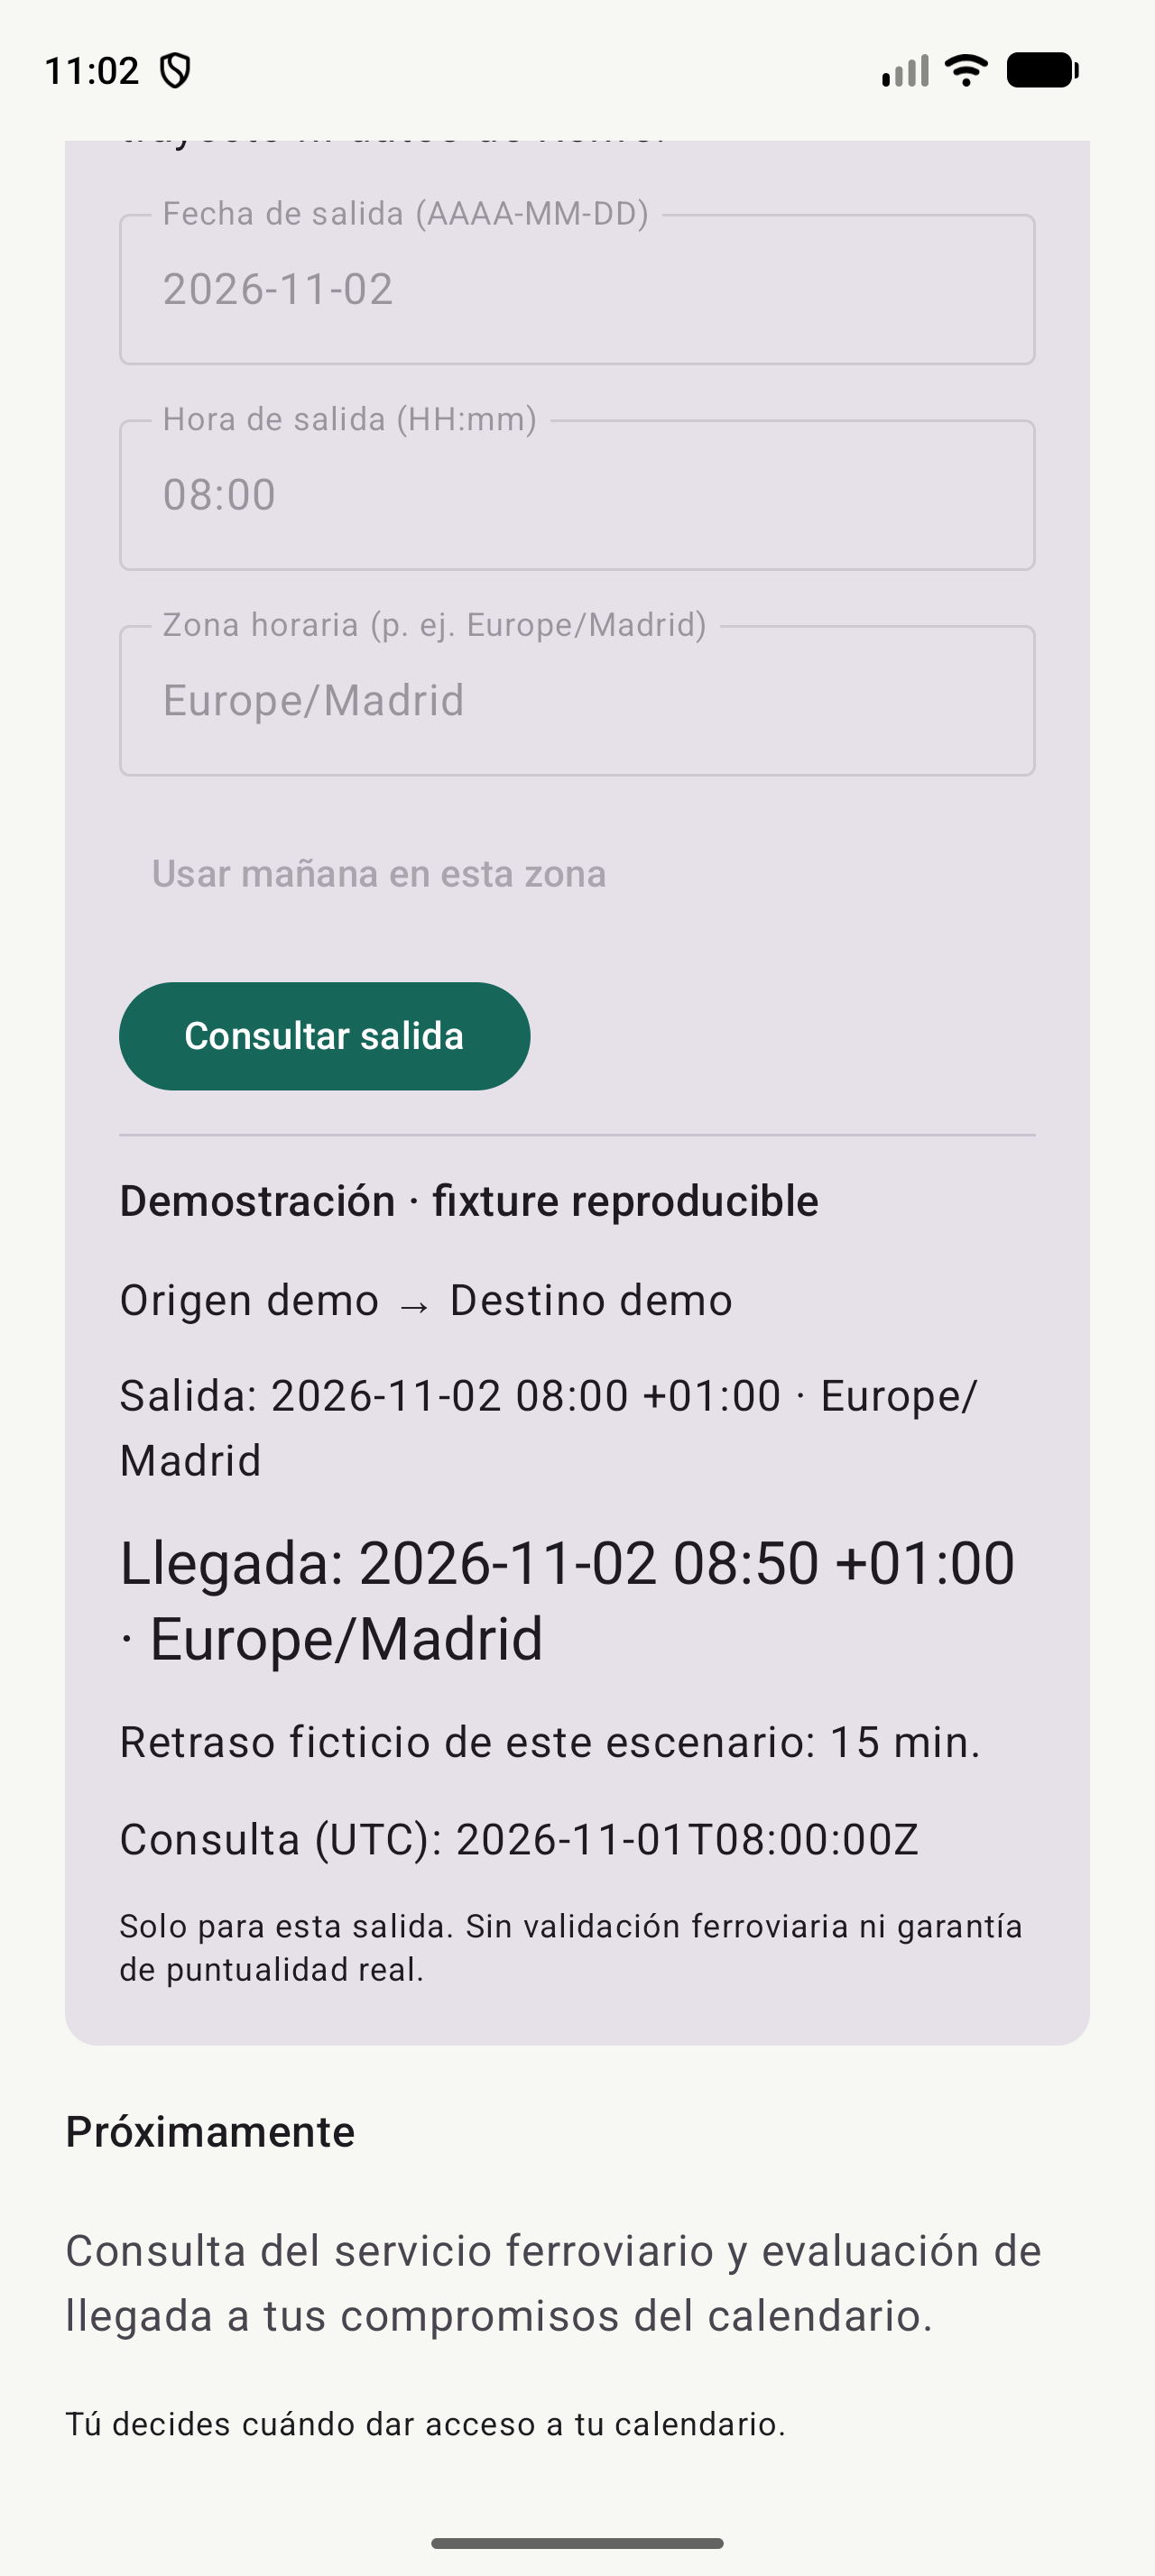 11:02
Fecha de salida (AAAA-MM-DD)
2026-11-02
Hora de salida (HH:mm)
08:00
Zona horaria (p. ej. Europe/Madrid)
Europe/Madrid
Usar mañana en esta zona
Consultar salida
Demostración · fixture reproducible
Origen demo → Destino demo
Salida: 2026-11-02 08:00 +01:00 · Europe/
Madrid
Llegada: 2026-11-02 08:50 +01:00
· Europe/Madrid
Retraso ficticio de este escenario: 15 min.
Consulta (UTC): 2026-11-01T08:00:00Z
Solo para esta salida. Sin validación ferroviaria ni garantía
de puntualidad real.
Próximamente
Consulta del servicio ferroviario y evaluación de
llegada a tus compromisos del calendario.
Tú decides cuándo dar acceso a tu calendario.